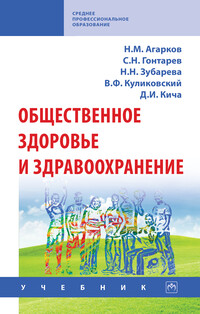 СРЕДНЕЕ
ПРОФЕССИОНАЛЬНОЕ
ОБРАЗОВАНИЕ
Н.М. Агарков
С.Н. Гонтарев
Н.Н. Зубарева
В.Ф. Куликовский
Д.И. Кича
ОБЩЕСТВЕННОЕ
ЗДОРОВЬЕ
И ЗДРАВООХРАНЕНИЕ
УЧЕБНИК